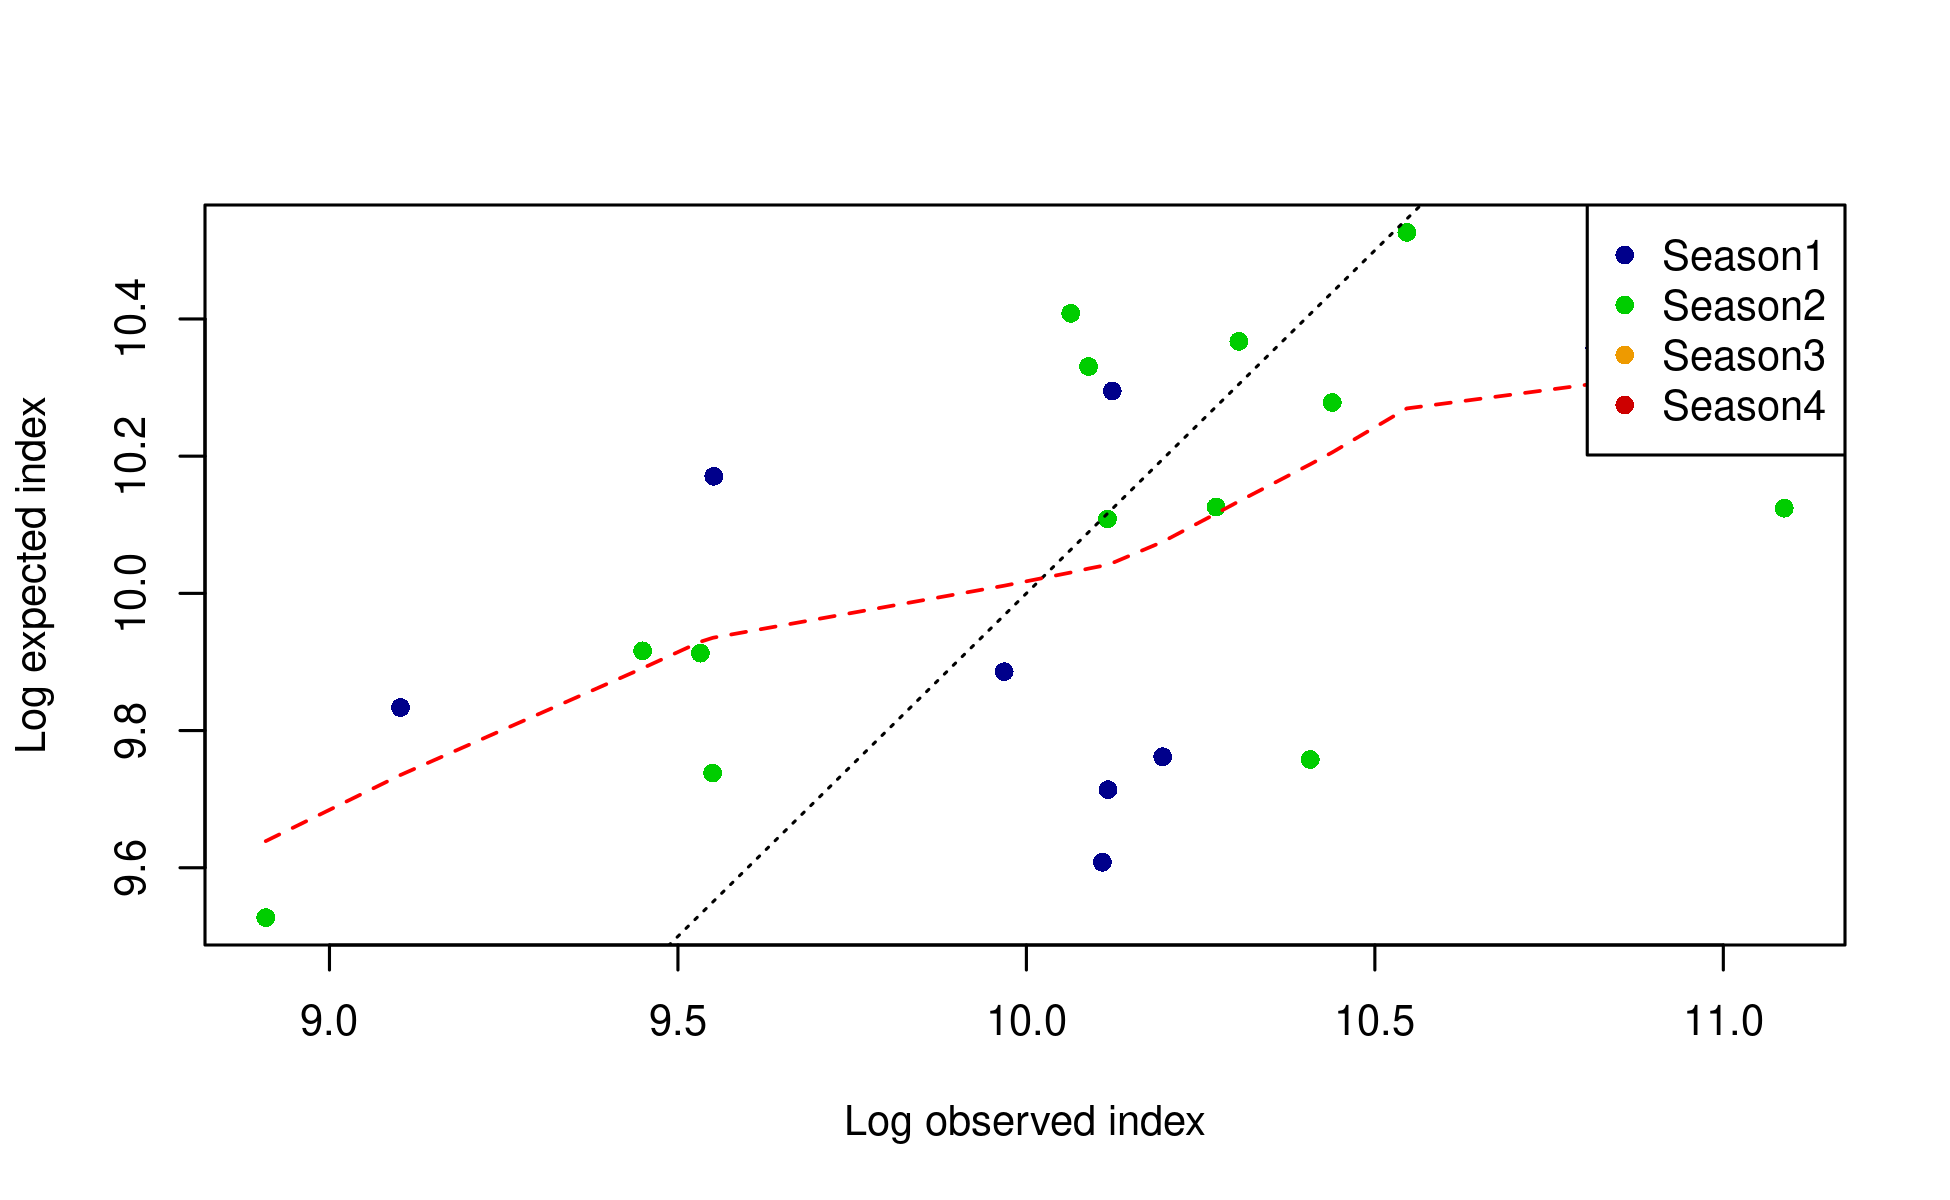 Season1
Season2
Season3
Season4
10.4
10.2
10.0
9.8
9.6
Log expected index
9.0 9.5 10.0 10.5 11.0
Log observed index